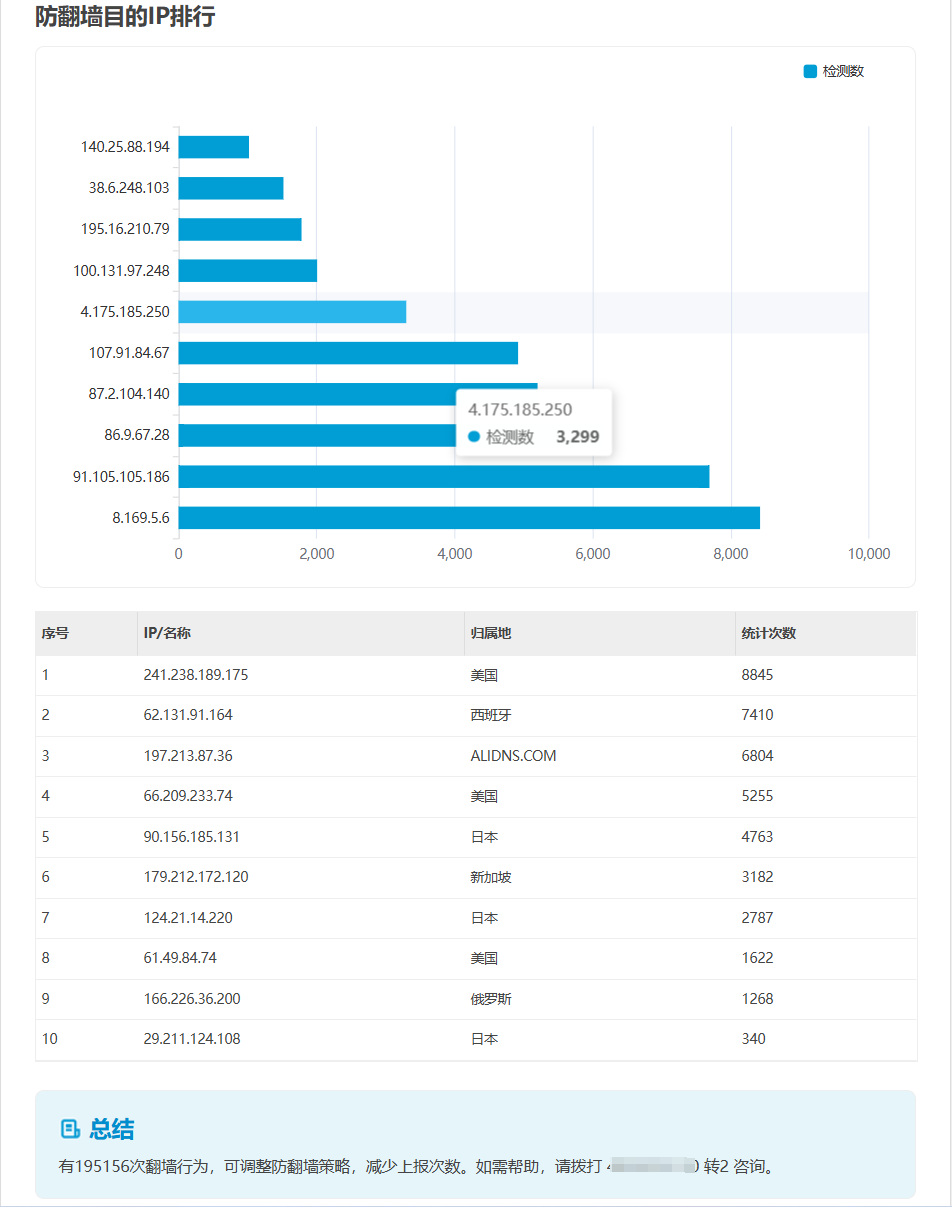 防翻墙目的IP排行
检测数
140.25.88.194
38.6.248.103
195.16.210.79
100.131.97.248
4.175.185.250
107.91.84.67
87.2.104.140
4.175.185.250
86.9.67.28
检测数 3,299
91.105.105.186
8.169.5.6
0 2,000 4,000 6,000 8,000 10,000
序号 IP/名称 归属地 统计次数
1 241.238.189.175 美国 8845
2 62.131.91.164 西班牙 7410
3 197.213.87.36 ALIDNS.COM 6804
4 66.209.233.74 美国 5255
5 90.156.185.131 日本 4763
6 179.212.172.120 新加坡 3182
7 124.21.14.220 日本 2787
8 61.49.84.74 美国 1622
9 166.226.36.200 俄罗斯 1268
10 29.211.124.108 日本 340
总结
有195156次翻墙行为，可调整防翻墙策略，减少上报次数。如需帮助，请拨打 转2 咨询。